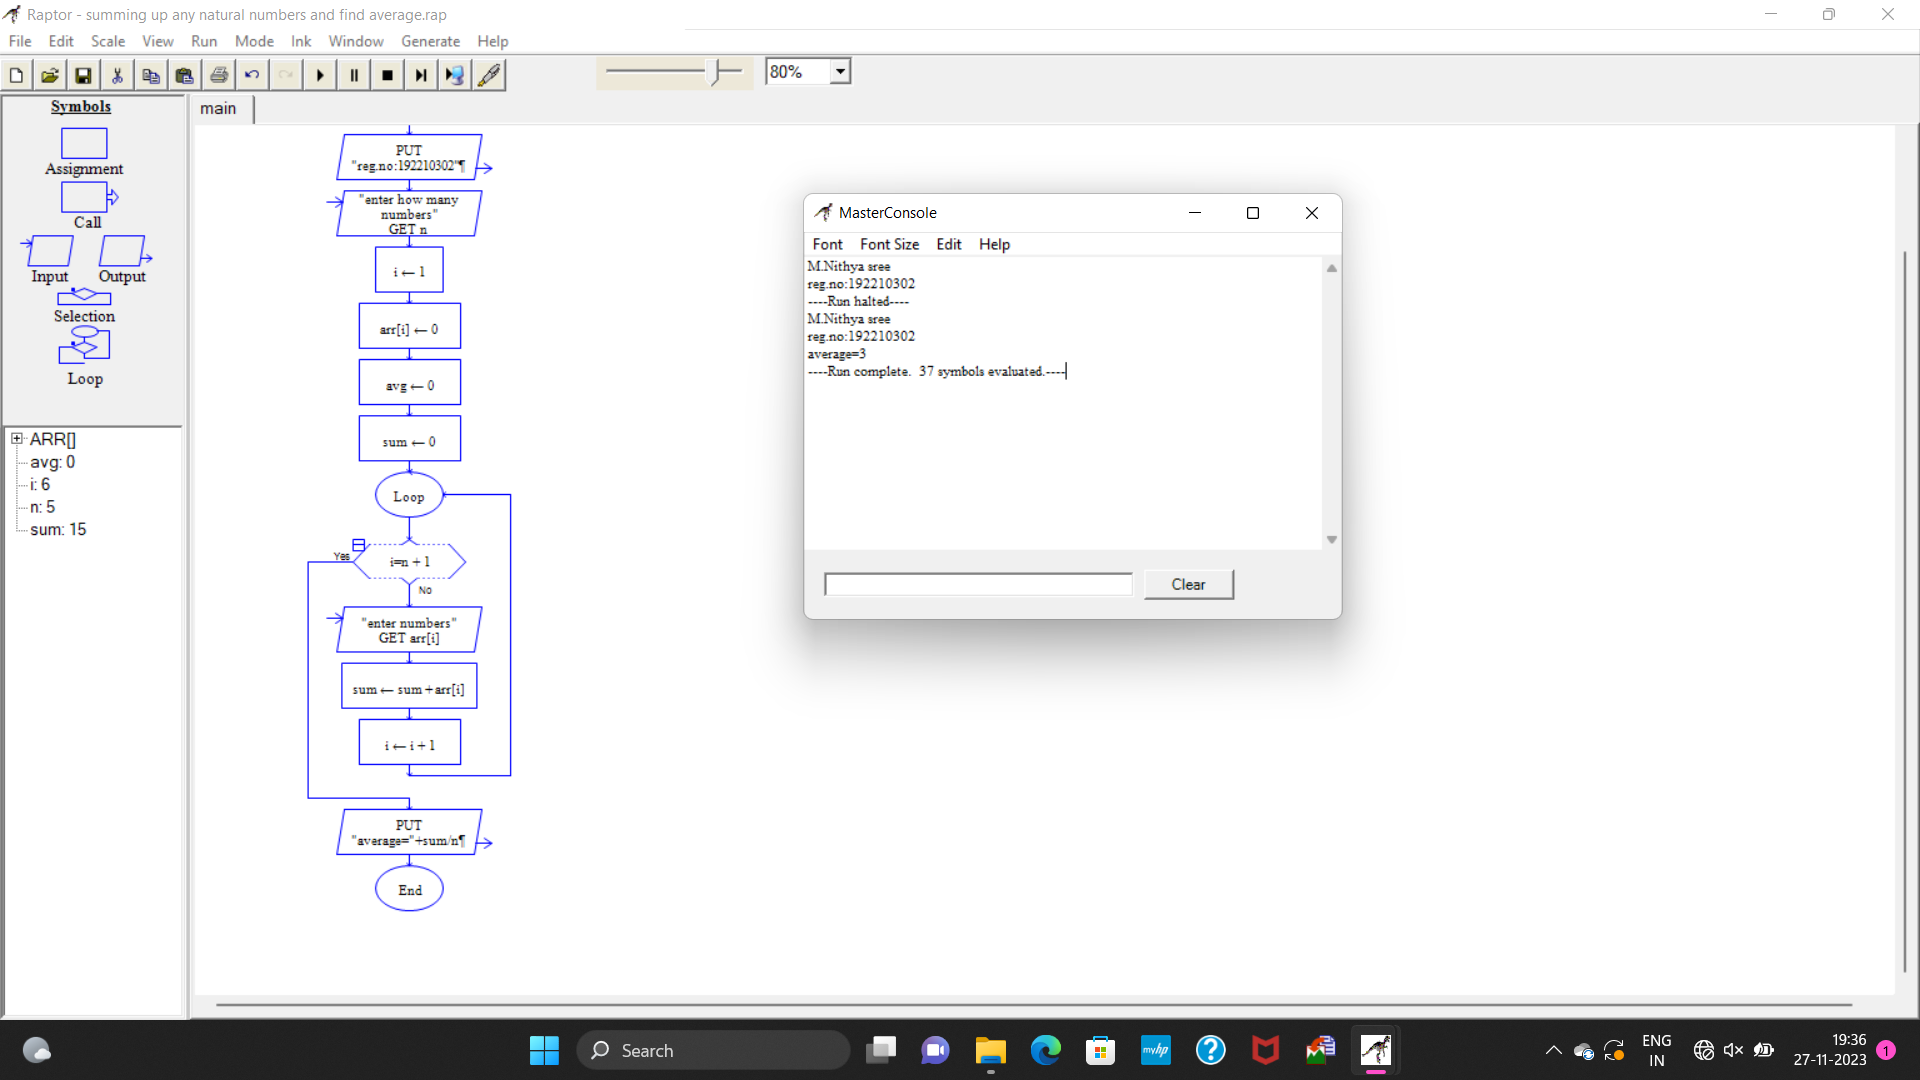 Raptor - summing up any natural numbers and find average.rap
File Edit Scale View Run Mode Ink Window Generate Help
80%
Symbols
Assignment
Call
Input Output
Selection
Loop
ARR[]
avg: 0
i: 6
n: 5
sum: 15
main
PUT
"reg.no:192210302"¶
"enter how many
numbers"
GET n
i ← 1
arr[i] ← 0
avg ← 0
sum ← 0
Loop
Yes
i=n + 1
No
"enter numbers"
GET arr[i]
sum ← sum +arr[i]
i ← i + 1
PUT
"average="+sum/n¶
End
MasterConsole
Font Font Size Edit Help
M.Nithya sree
reg.no:192210302
----Run halted----
M.Nithya sree
reg.no:192210302
average=3
----Run complete.  37 symbols evaluated.----
Clear
Search
myhp
ENG
IN
19:36
27-11-2023
1